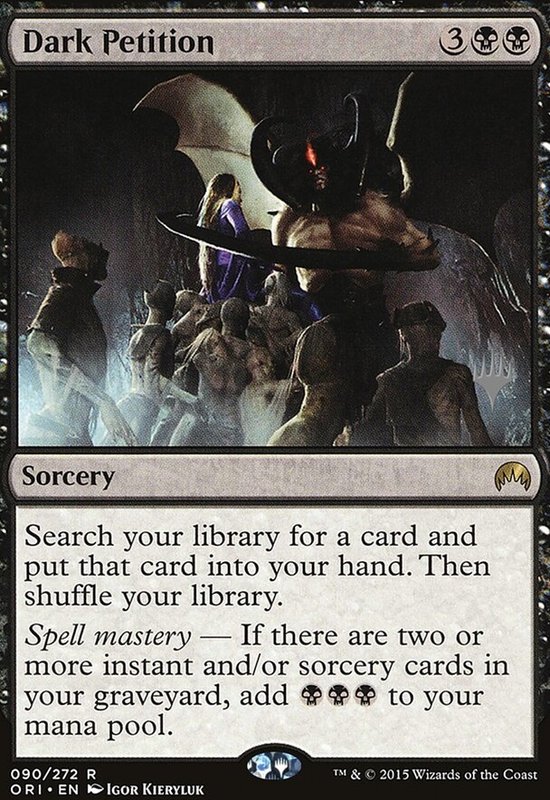 Dark Petition 3
Sorcery
Search your library for a card and
put that card into your hand. Then
shuffle your library.
Spell mastery — If there are two or
more instant and/or sorcery cards in
your graveyard, add to your
mana pool.
090/272 R
ORI • EN Igor Kieryluk
™ & © 2015 Wizards of the Coast